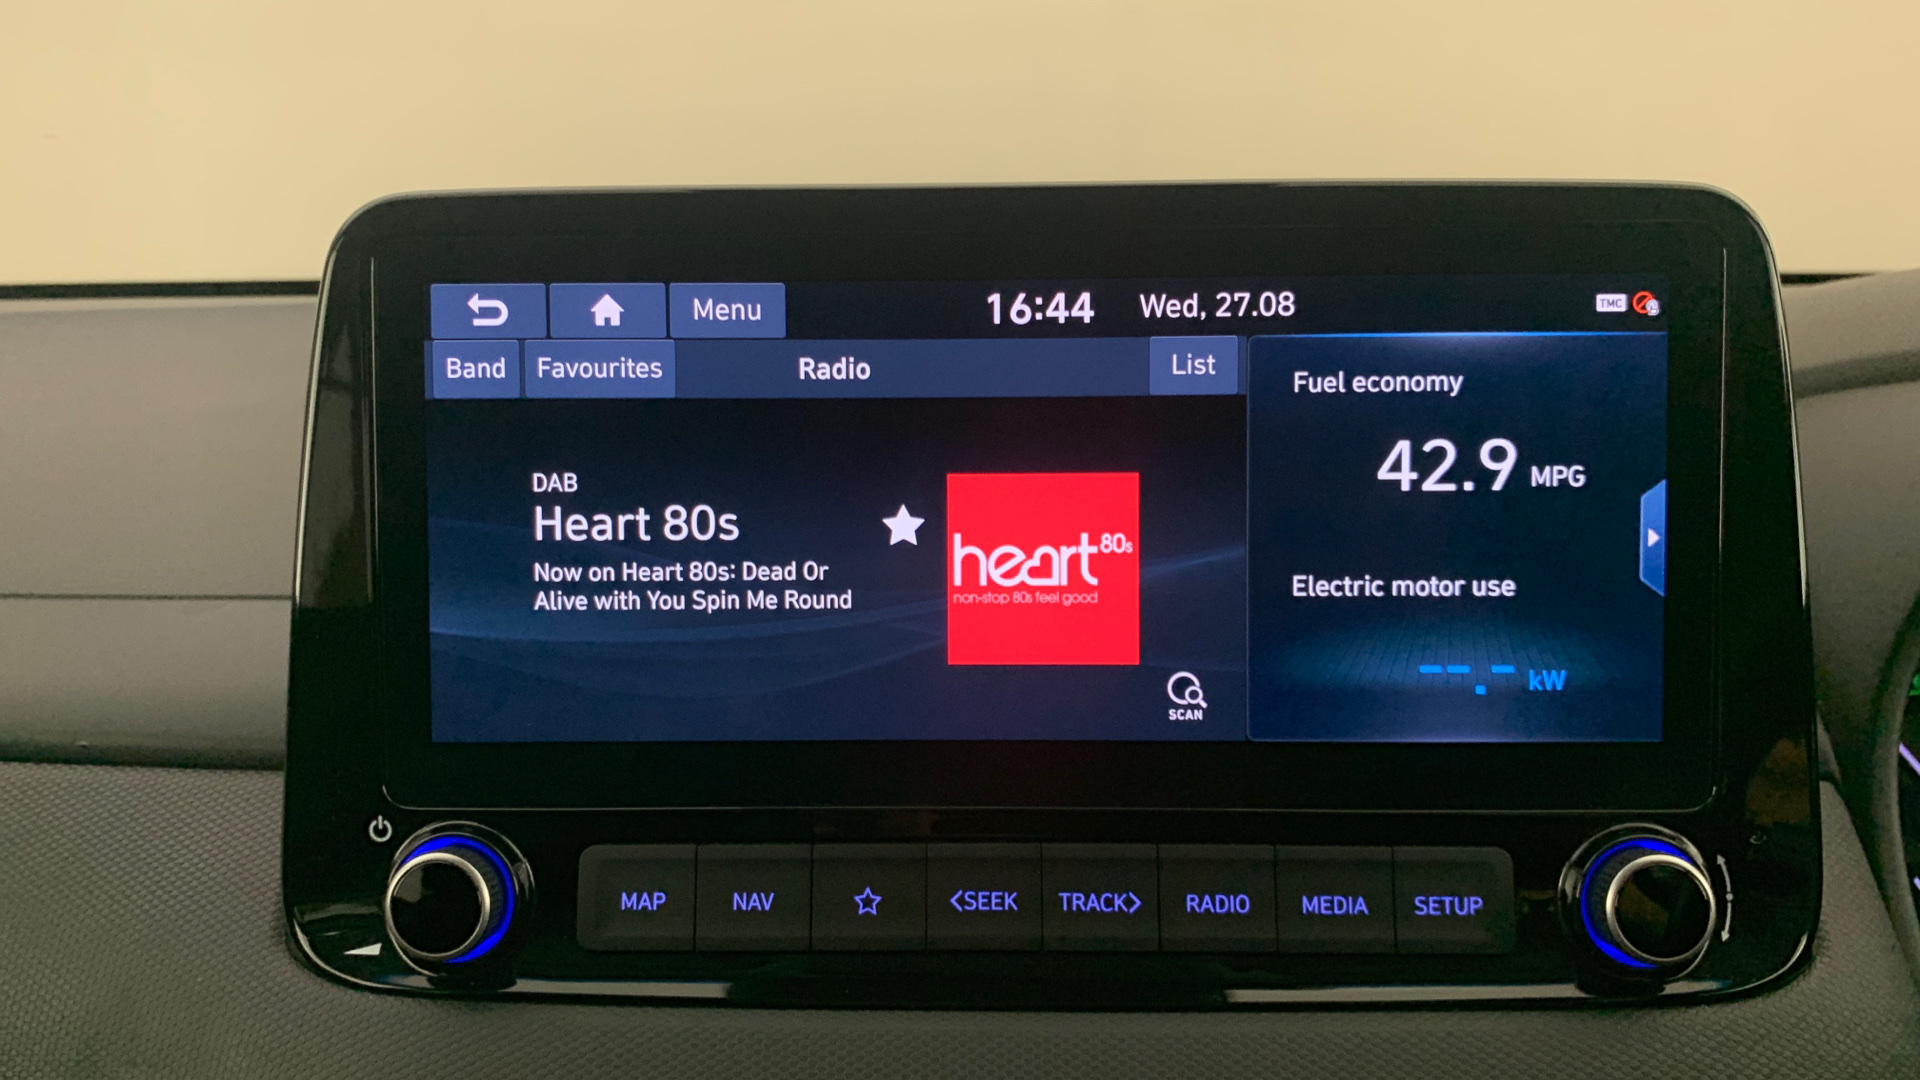 Menu
16:44
Wed, 27.08
TMC
Band
Favourites
Radio
List
DAB
Heart 80s
Now on Heart 80s: Dead Or
Alive with You Spin Me Round
heart 80s
non-stop 80s feel good
SCAN
Fuel economy
42.9 MPG
Electric motor use
--.- kW
MAP
NAV
<SEEK
TRACK>
RADIO
MEDIA
SETUP